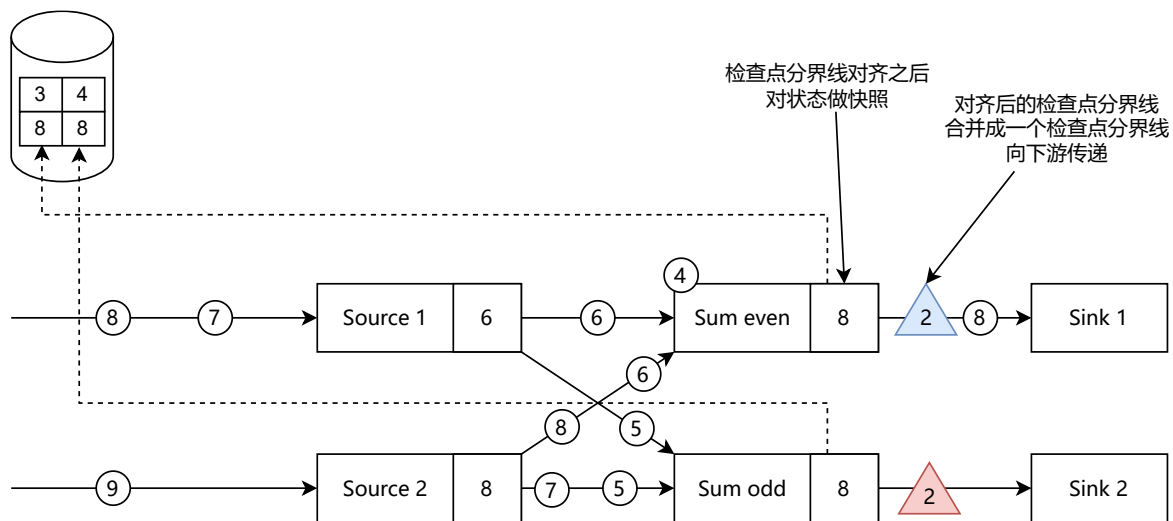 3 4
8 8
检查点分界线对齐之后
对状态做快照
对齐后的检查点分界线
合并成一个检查点分界线
向下游传递
4
8 7 Source 1 6 6 Sum even 8 2 8 Sink 1
6
8 5
9 Source 2 8 7 5 Sum odd 8 2 Sink 2